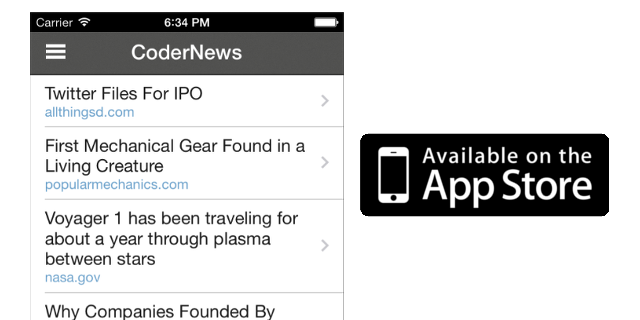 Carrier 6:34 PM
CoderNews
Twitter Files For IPO
allthingsd.com
First Mechanical Gear Found in a
Living Creature
popularmechanics.com
Voyager 1 has been traveling for
about a year through plasma
between stars
nasa.gov
Why Companies Founded By
Available on the
App Store